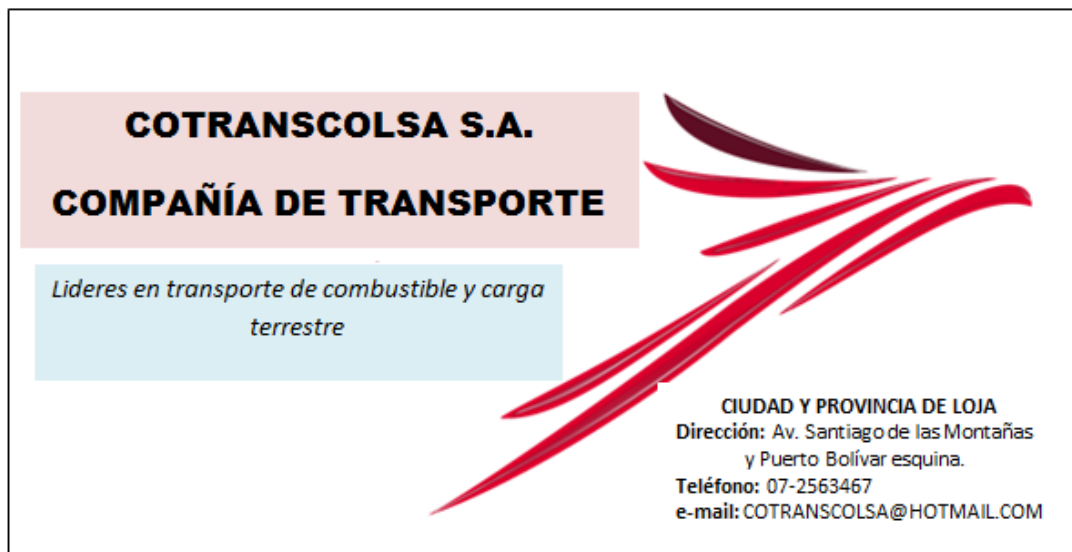 COTRANSCOLSA S.A.
COMPAÑÍA DE TRANSPORTE
Lideres en transporte de combustible y carga
terrestre
CIUDAD Y PROVINCIA DE LOJA
Dirección: Av. Santiago de las Montañas
y Puerto Bolívar esquina.
Teléfono: 07-2563467
e-mail: COTRANSCOLSA@HOTMAIL.COM